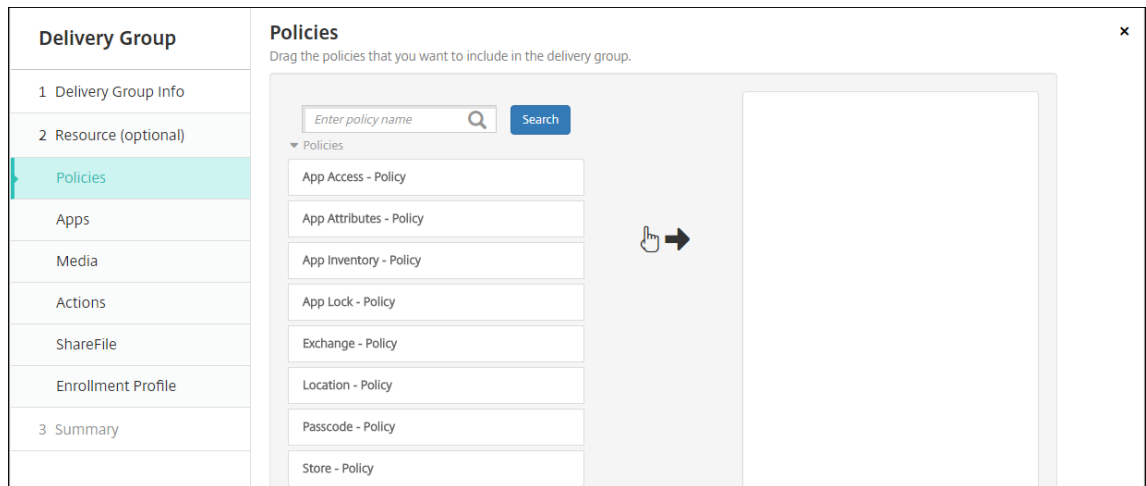 Delivery Group
1 Delivery Group Info
2 Resource (optional)
Policies
Apps
Media
Actions
ShareFile
Enrollment Profile
3 Summary
Policies
×
Drag the policies that you want to include in the delivery group.
Enter policy name
Search
Policies
App Access - Policy
App Attributes - Policy
App Inventory - Policy
App Lock - Policy
Exchange - Policy
Location - Policy
Passcode - Policy
Store - Policy